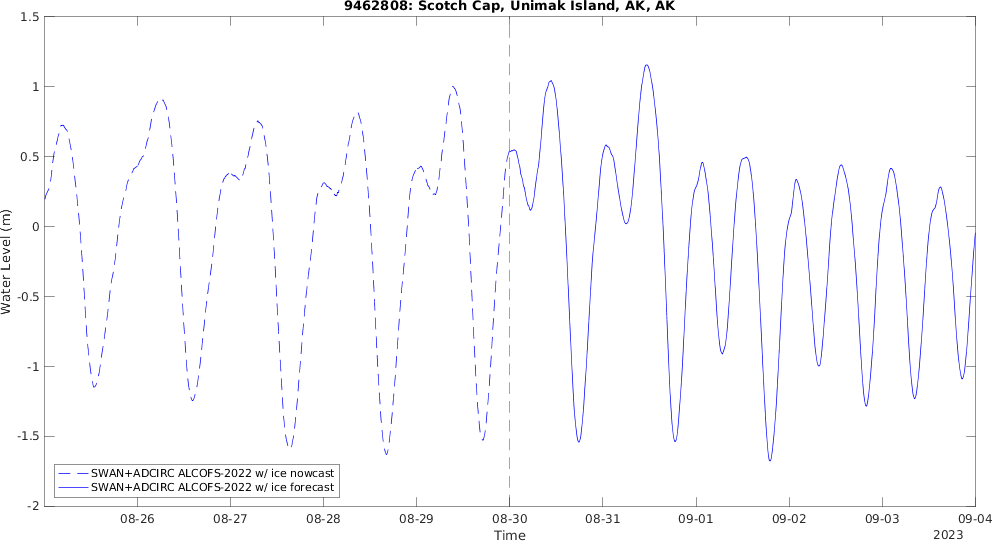 9462808: Scotch Cap, Unimak Island, AK, AK
1.5
1
0.5
0
-0.5
-1
-1.5
-2
Water Level (m)
SWAN+ADCIRC ALCOFS-2022 w/ ice nowcast
SWAN+ADCIRC ALCOFS-2022 w/ ice forecast
08-26 08-27 08-28 08-29 08-30 08-31 09-01 09-02 09-03 09-04
Time
2023